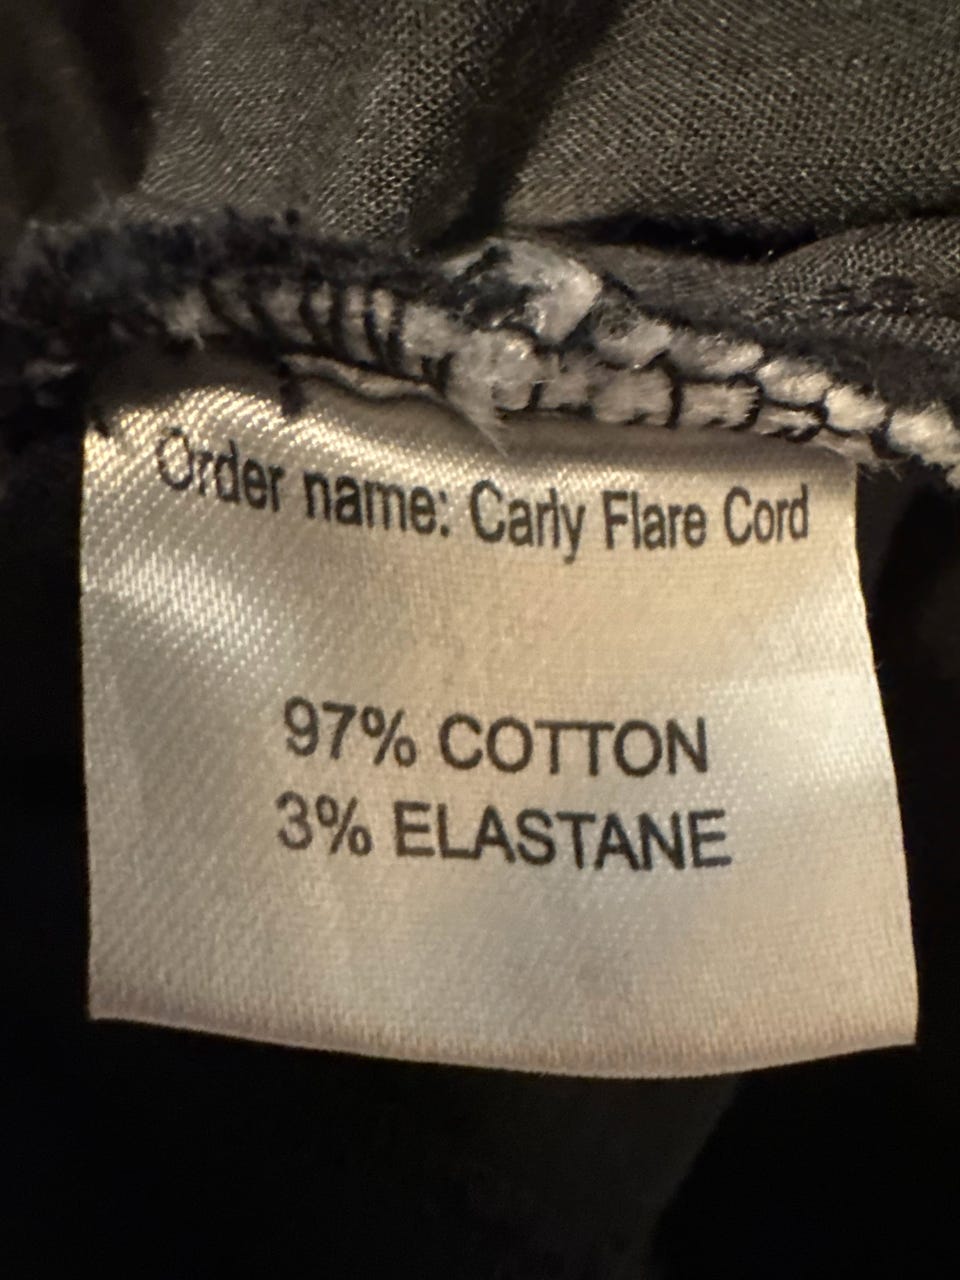 Order name: Carly Flare Cord
97% COTTON
3% ELASTANE